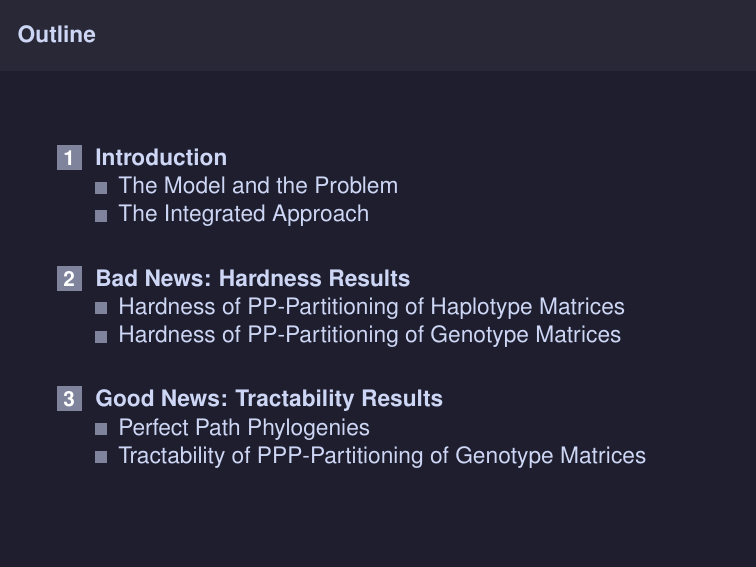 Outline
1 Introduction
The Model and the Problem
The Integrated Approach
2 Bad News: Hardness Results
Hardness of PP-Partitioning of Haplotype Matrices
Hardness of PP-Partitioning of Genotype Matrices
3 Good News: Tractability Results
Perfect Path Phylogenies
Tractability of PPP-Partitioning of Genotype Matrices